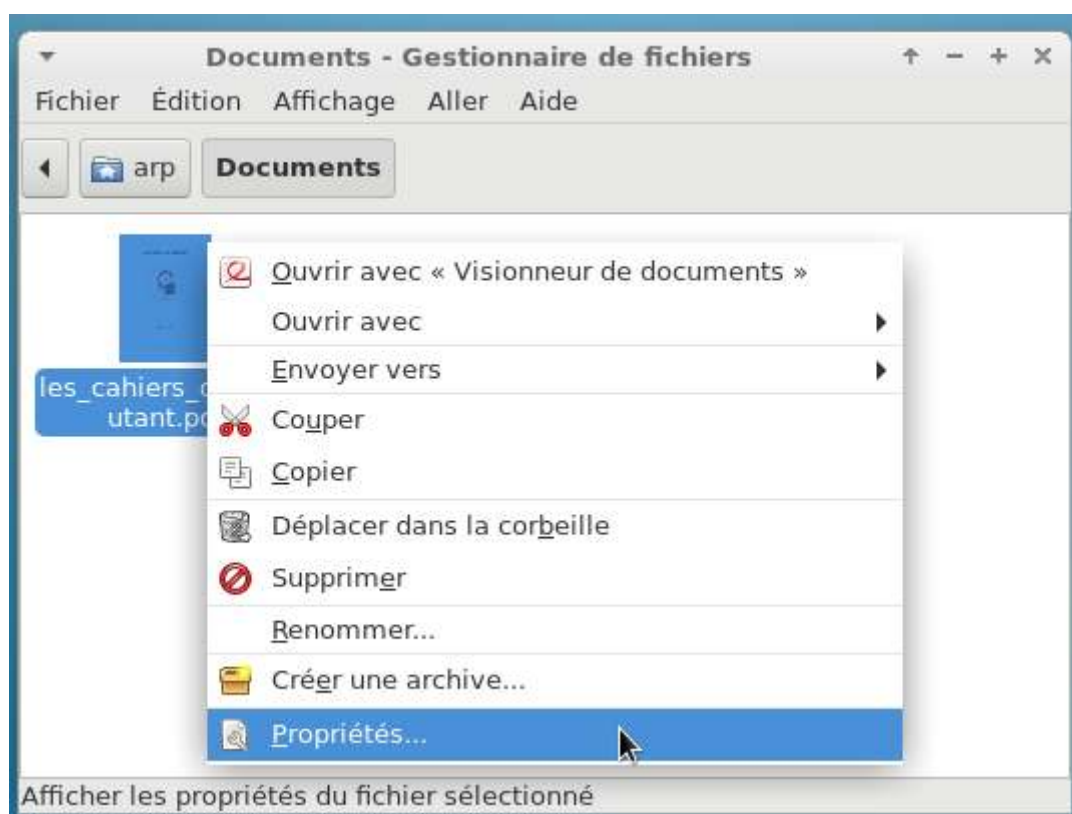 Documents - Gestionnaire de fichiers
Fichier Édition Affichage Aller Aide
arp Documents
Ouvrir avec « Visionneur de documents »
Ouvrir avec
Envoyer vers
les_cahiers_
utant.p
Couper
Copier
Déplacer dans la corbeille
Supprimer
Renommer...
Créer une archive...
Propriétés...
Afficher les propriétés du fichier sélectionné